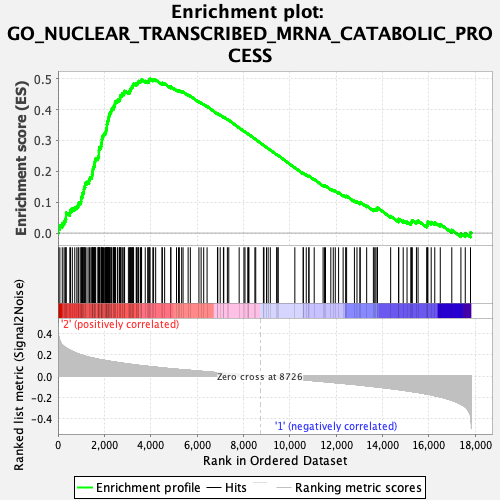 Enrichment plot:
GO_NUCLEAR_TRANSCRIBED_MRNA_CATABOLIC_PRO
CESS
Enrichment score (ES)
0.5
0.4
0.3
0.2
0.1
0.0
Ranked list metric (Signal2Noise)
0.4
0.2
0.0
-0.2
-0.4
'2' (positively correlated)
Zero cross at 8726
'1' (negatively correlated)
0
2,000
4,000
6,000
8,000
10,000
12,000
14,000
16,000
18,000
Rank in Ordered Dataset
Enrichment profile
Hits
Ranking metric scores